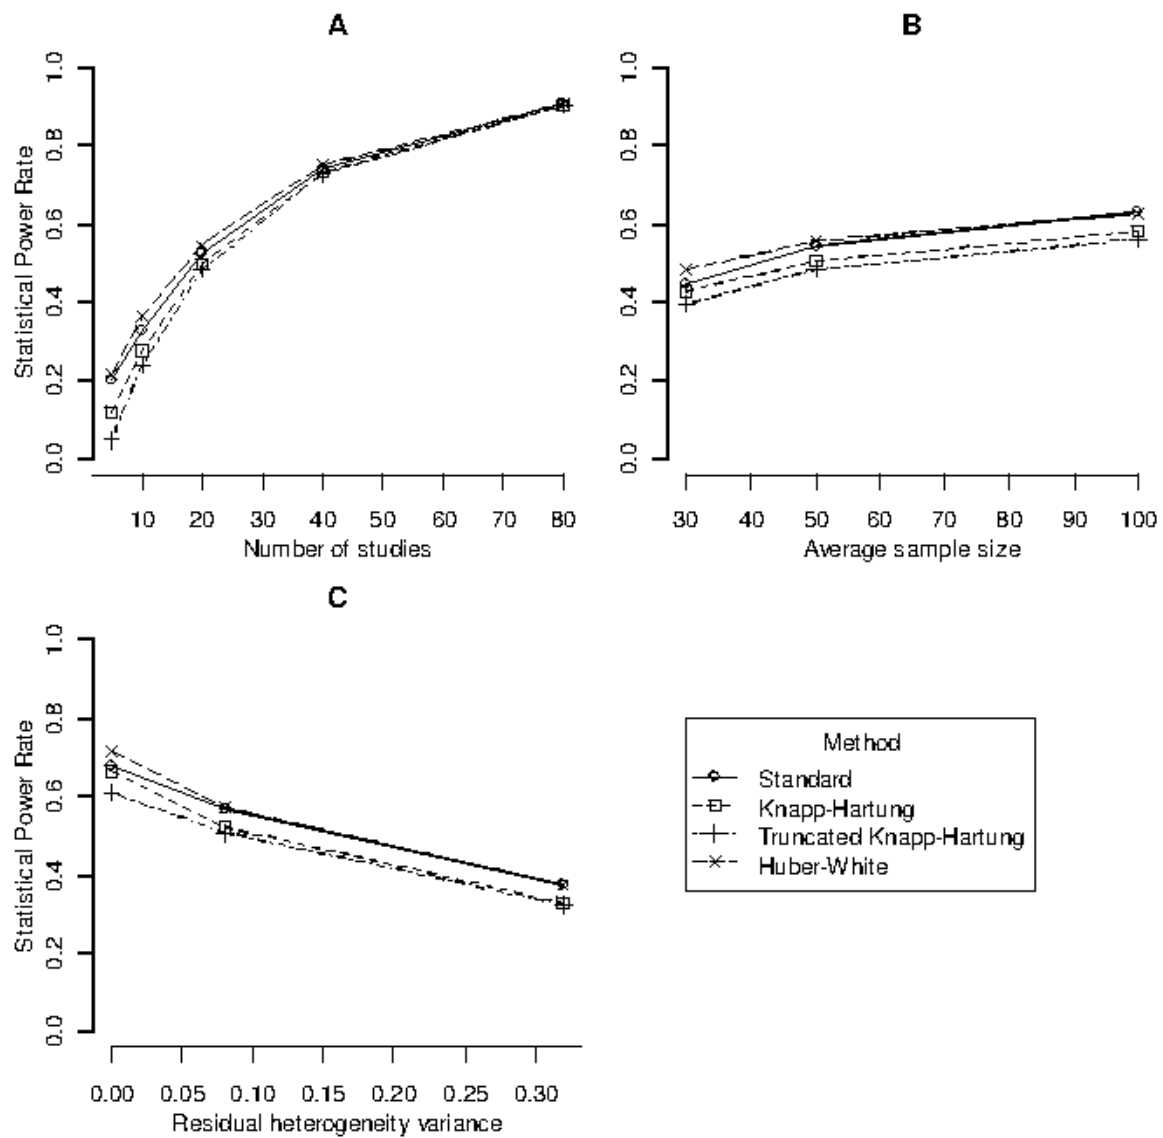 A
Statistical Power Rate
1.0
0.8
0.6
0.4
0.2
0.0
10 20 30 40 50 60 70 80
Number of studies
B
Statistical Power Rate
1.0
0.8
0.6
0.4
0.2
0.0
30 40 50 60 70 80 90 100
Average sample size
C
Statistical Power Rate
1.0
0.8
0.6
0.4
0.2
0.0
0.00 0.05 0.10 0.15 0.20 0.25 0.30
Residual heterogeneity variance
Method
Standard
Knapp-Hartung
Truncated Knapp-Hartung
Huber-White